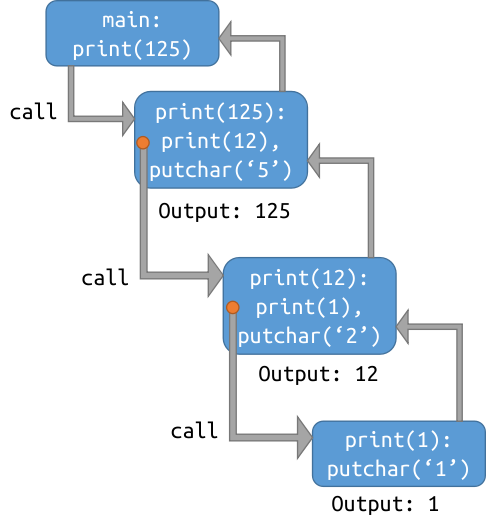 main:
print(125)
call
print(125):
print(12),
putchar(‘5’)
Output: 125
call
print(12):
print(1),
putchar(‘2’)
Output: 12
call
print(1):
putchar(‘1’)
Output: 1